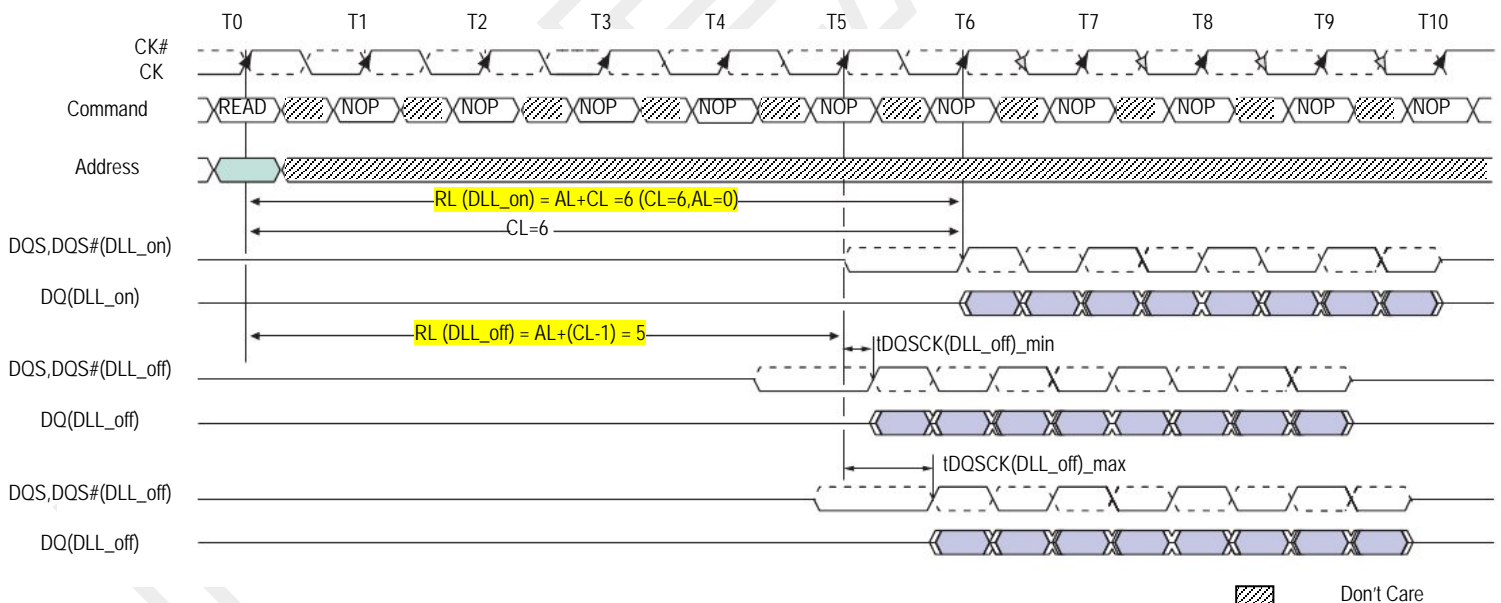 T0 T1 T2 T3 T4 T5 T6 T7 T8 T9 T10
CK#
CK
Command READ NOP NOP NOP NOP NOP NOP NOP NOP NOP NOP
Address
RL (DLL_on) = AL+CL =6 (CL=6,AL=0)
CL=6
DQS,DQS#(DLL_on)
DQ(DLL_on)
RL (DLL_off) = AL+(CL-1) = 5
tDQSCK(DLL_off)_min
DQS,DQS#(DLL_off)
DQ(DLL_off)
tDQSCK(DLL_off)_max
DQS,DQS#(DLL_off)
DQ(DLL_off)
Don't Care